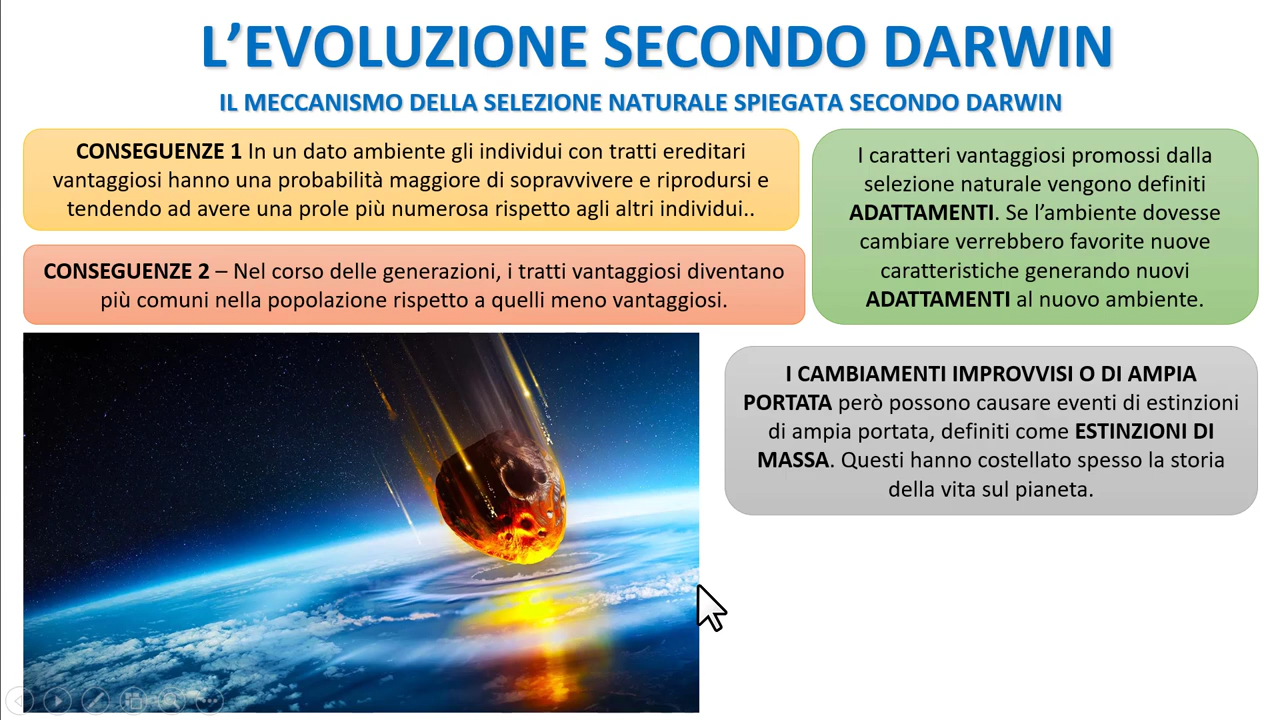 L’EVOLUZIONE SECONDO DARWIN
IL MECCANISMO DELLA SELEZIONE NATURALE SPIEGATA SECONDO DARWIN
CONSEGUENZE 1 In un dato ambiente gli individui con tratti ereditari
vantaggiosi hanno una probabilità maggiore di sopravvivere e riprodursi e
tendendo ad avere una prole più numerosa rispetto agli altri individui..
CONSEGUENZE 2 – Nel corso delle generazioni, i tratti vantaggiosi diventano
più comuni nella popolazione rispetto a quelli meno vantaggiosi.
I caratteri vantaggiosi promossi dalla
selezione naturale vengono definiti
ADATTAMENTI. Se l’ambiente dovesse
cambiare verrebbero favorite nuove
caratteristiche generando nuovi
ADATTAMENTI al nuovo ambiente.
I CAMBIAMENTI IMPROVVISI O DI AMPIA
PORTATA però possono causare eventi di estinzioni
di ampia portata, definiti come ESTINZIONI DI
MASSA. Questi hanno costellato spesso la storia
della vita sul pianeta.